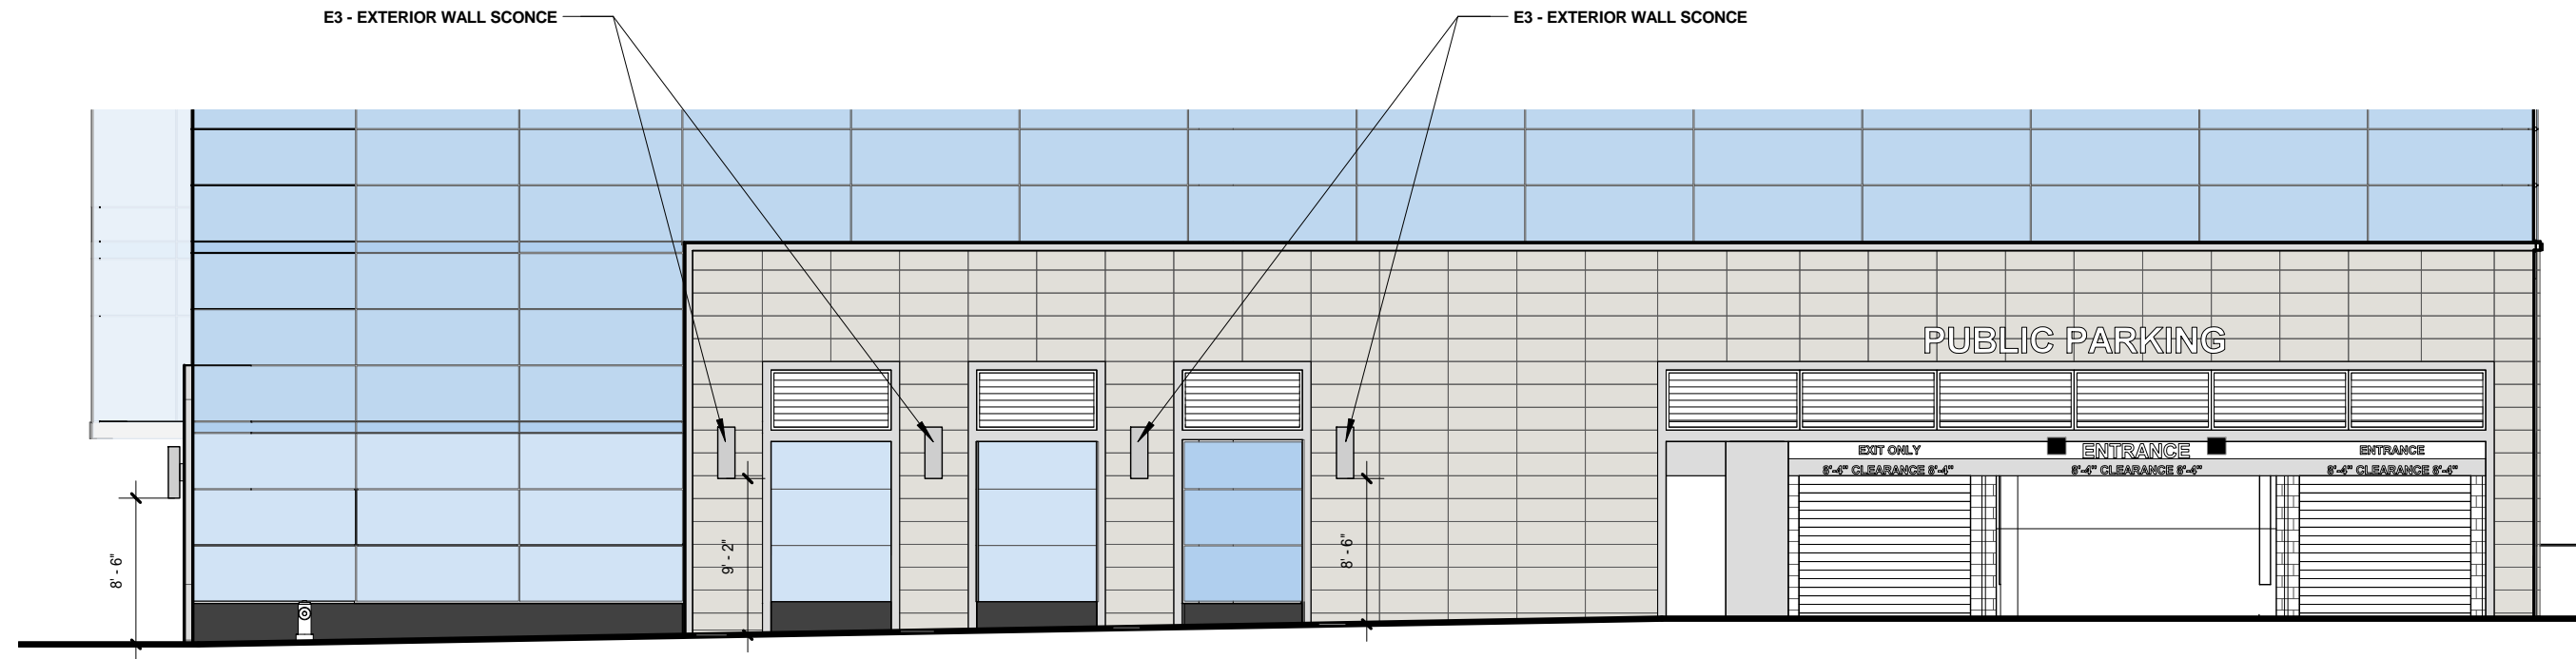 E3 - EXTERIOR WALL SCONCE
E3 - EXTERIOR WALL SCONCE
PUBLIC PARKING
EXIT ONLY
ENTRANCE
ENTRANCE
8'-4" CLEARANCE 8'-4"
8'-4" CLEARANCE 8'-4"
8'-4" CLEARANCE 8'-4"
8' - 6"
9' - 2"
8' - 6"